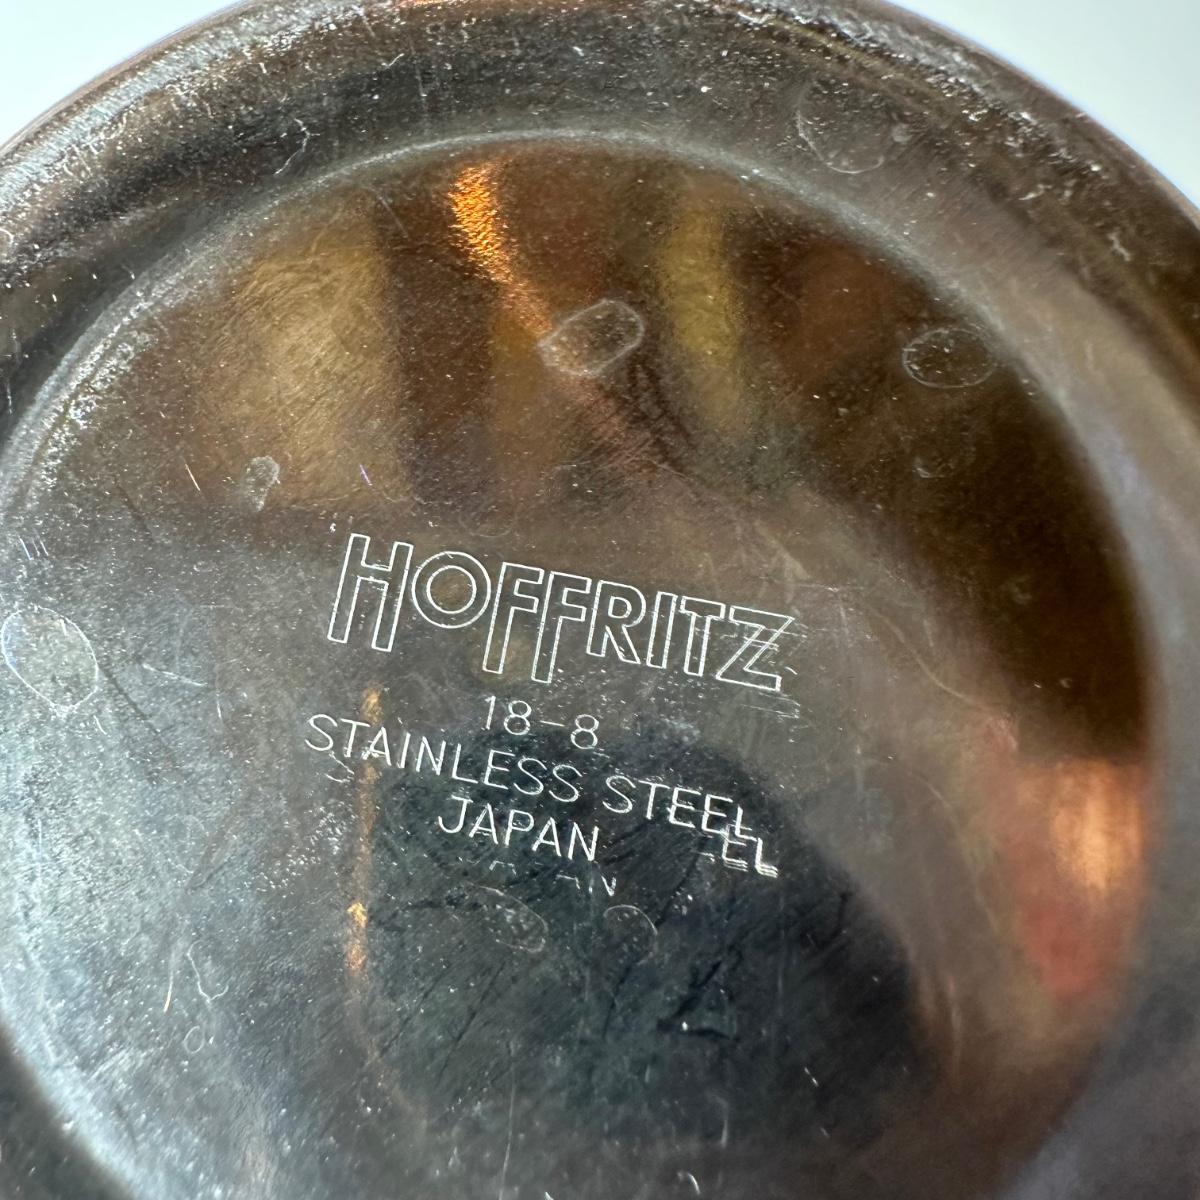 HOFFRITZ
18-8
STAINLESS STEEL
JAPAN